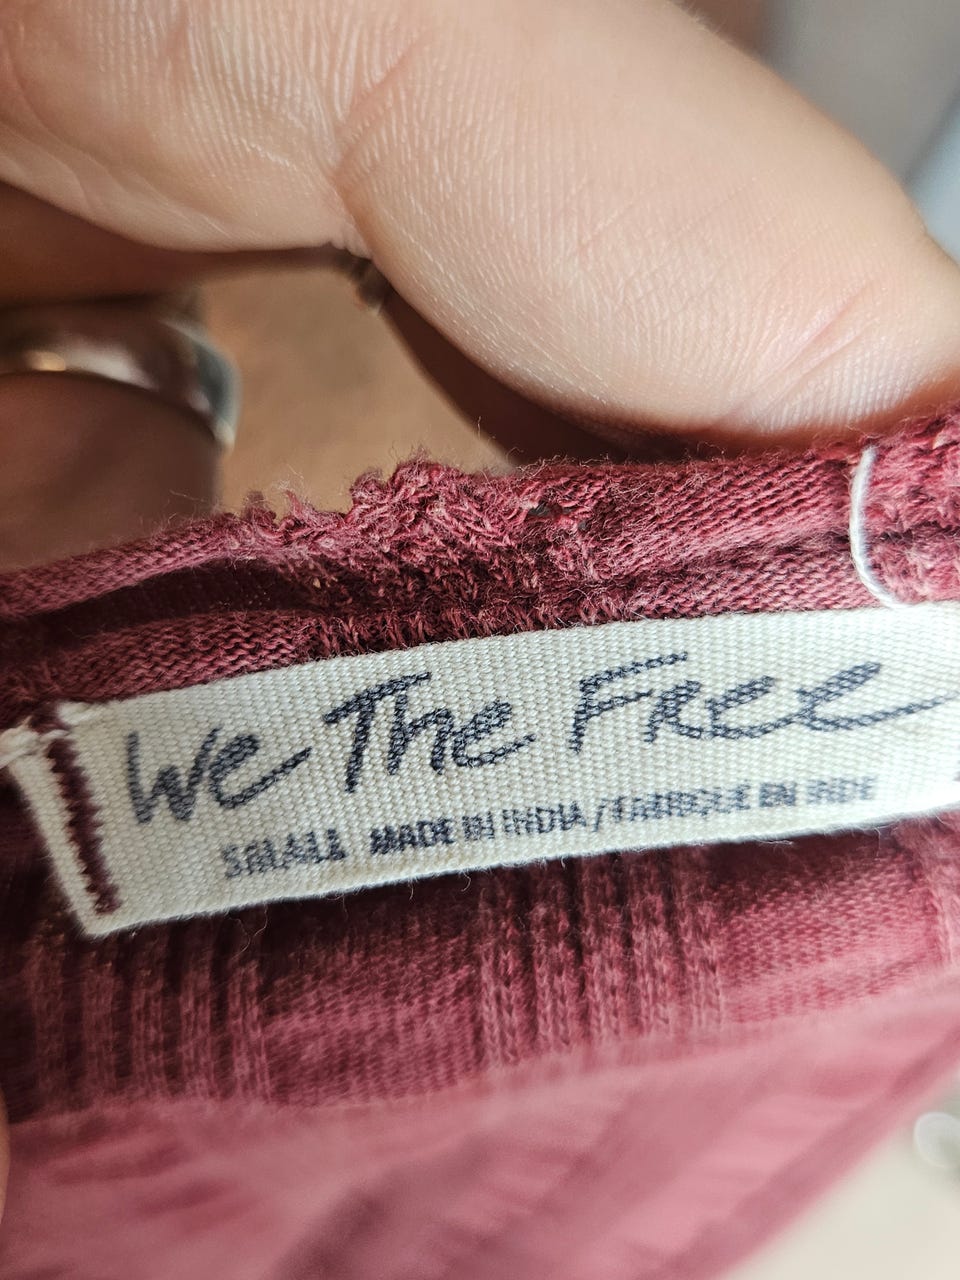 We The Free
SMALL MADE IN INDIA / FABRIQUÉ EN INDE